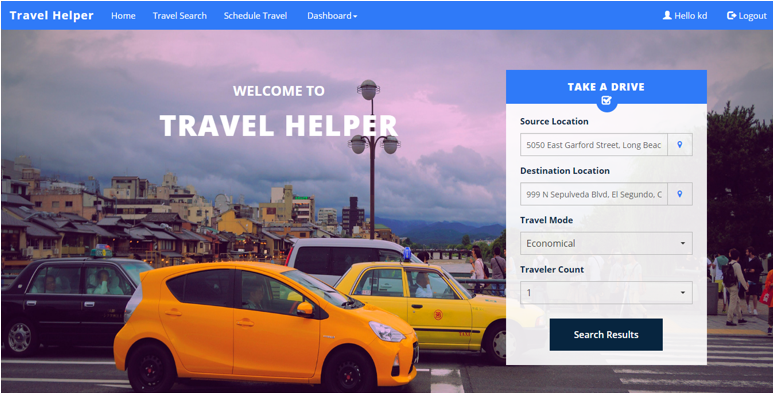 Travel Helper
Home
Travel Search
Schedule Travel
Dashboard
Hello kd
Logout
WELCOME TO
TRAVEL HELPER
TAKE A DRIVE
Source Location
5050 East Garford Street, Long Beac
Destination Location
999 N Sepulveda Blvd, El Segundo, C
Travel Mode
Economical
Traveler Count
1
Search Results